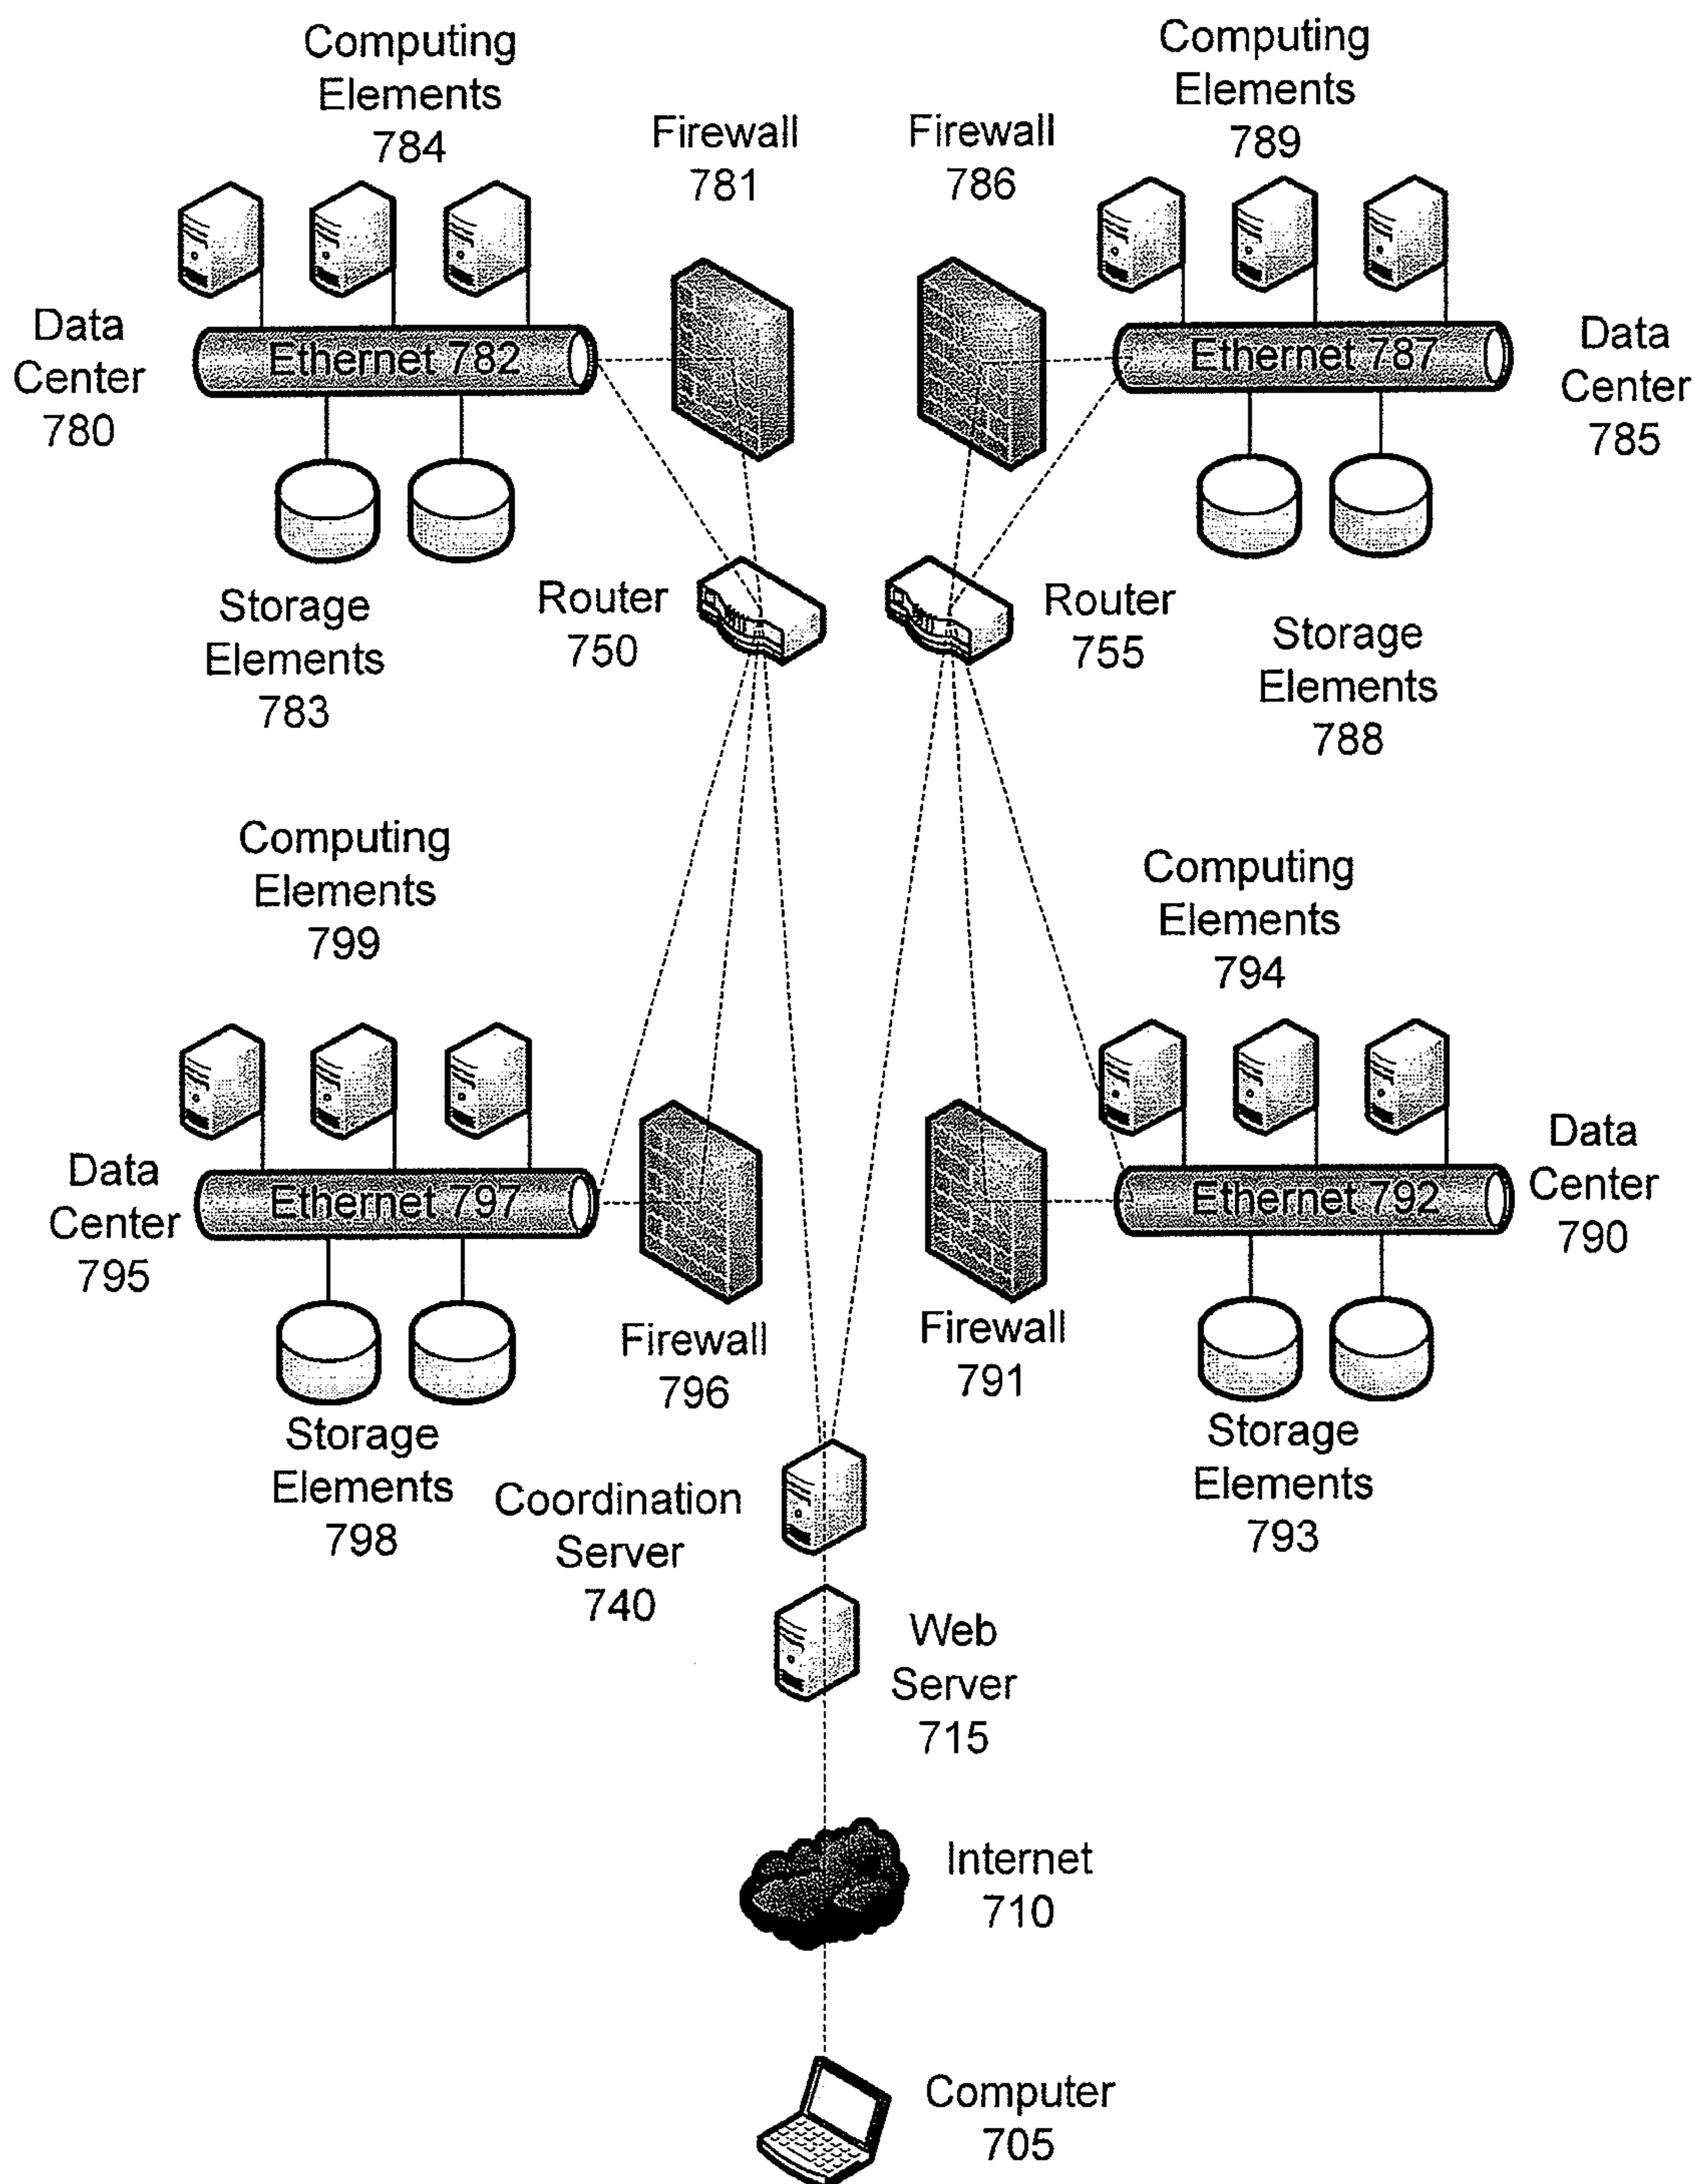 Computing
Elements
784
Firewall
781
Firewall
786
Computing
Elements
789
Data
Center
780
Ethernet 782
Ethernet 787
Data
Center
785
Storage
Elements
783
Router
750
Router
755
Storage
Elements
788
Computing
Elements
799
Computing
Elements
794
Data
Center
795
Ethernet 797
Ethernet 792
Data
Center
790
Firewall
796
Firewall
791
Storage
Elements
798
Storage
Elements
793
Coordination
Server
740
Web
Server
715
Internet
710
Computer
705